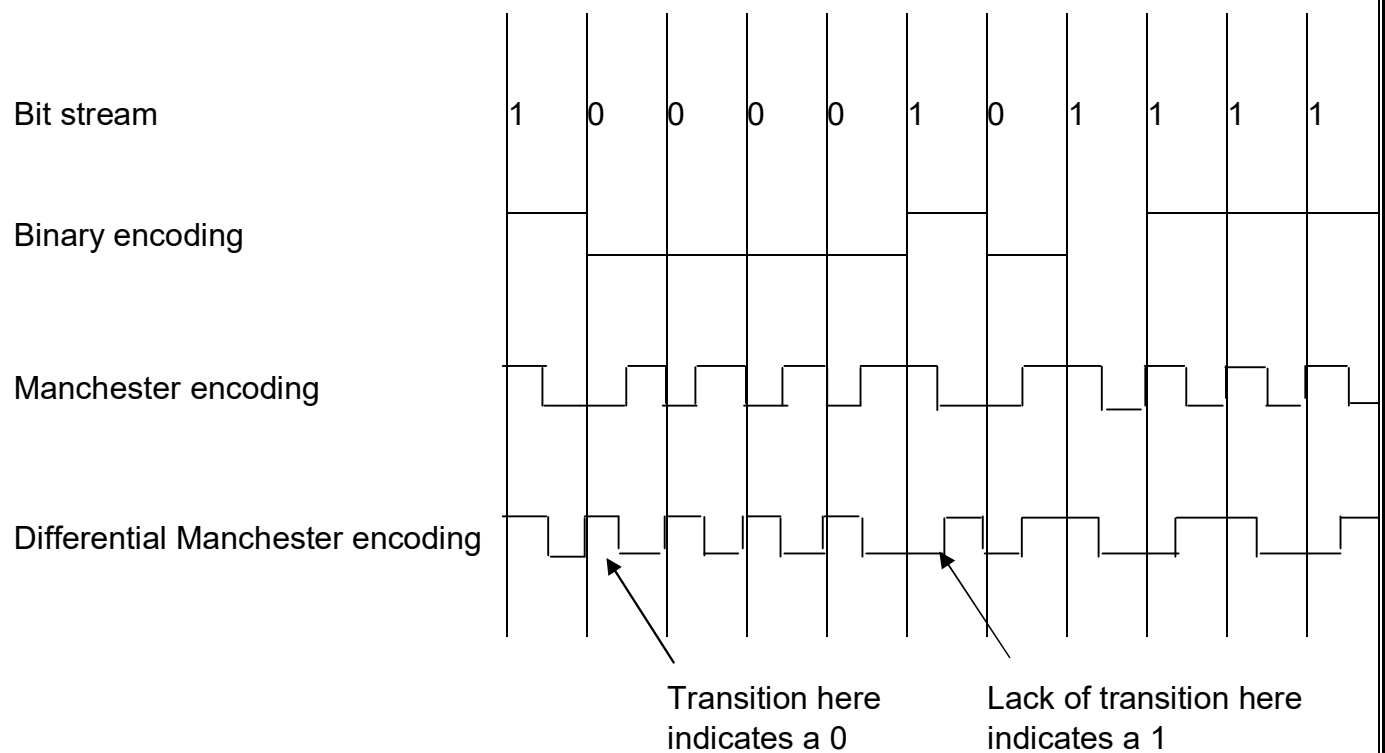 Bit stream 1 0 0 0 0 1 0 1 1 1 1
Binary encoding
Manchester encoding
Differential Manchester encoding
Transition here
indicates a 0
Lack of transition here
indicates a 1